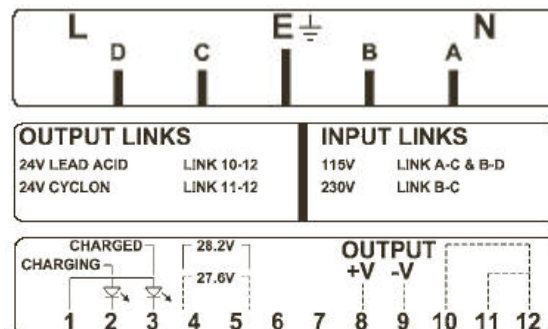 L E N
D C B A
OUTPUT LINKS
24V LEAD ACID LINK 10-12
24V CYCLON LINK 11-12
INPUT LINKS
115V LINK A-C & B-D
230V LINK B-C
CHARGED
CHARGING
28.2V
27.6V
OUTPUT
+V -V
1 2 3 4 5 6 7 8 9 10 11 12